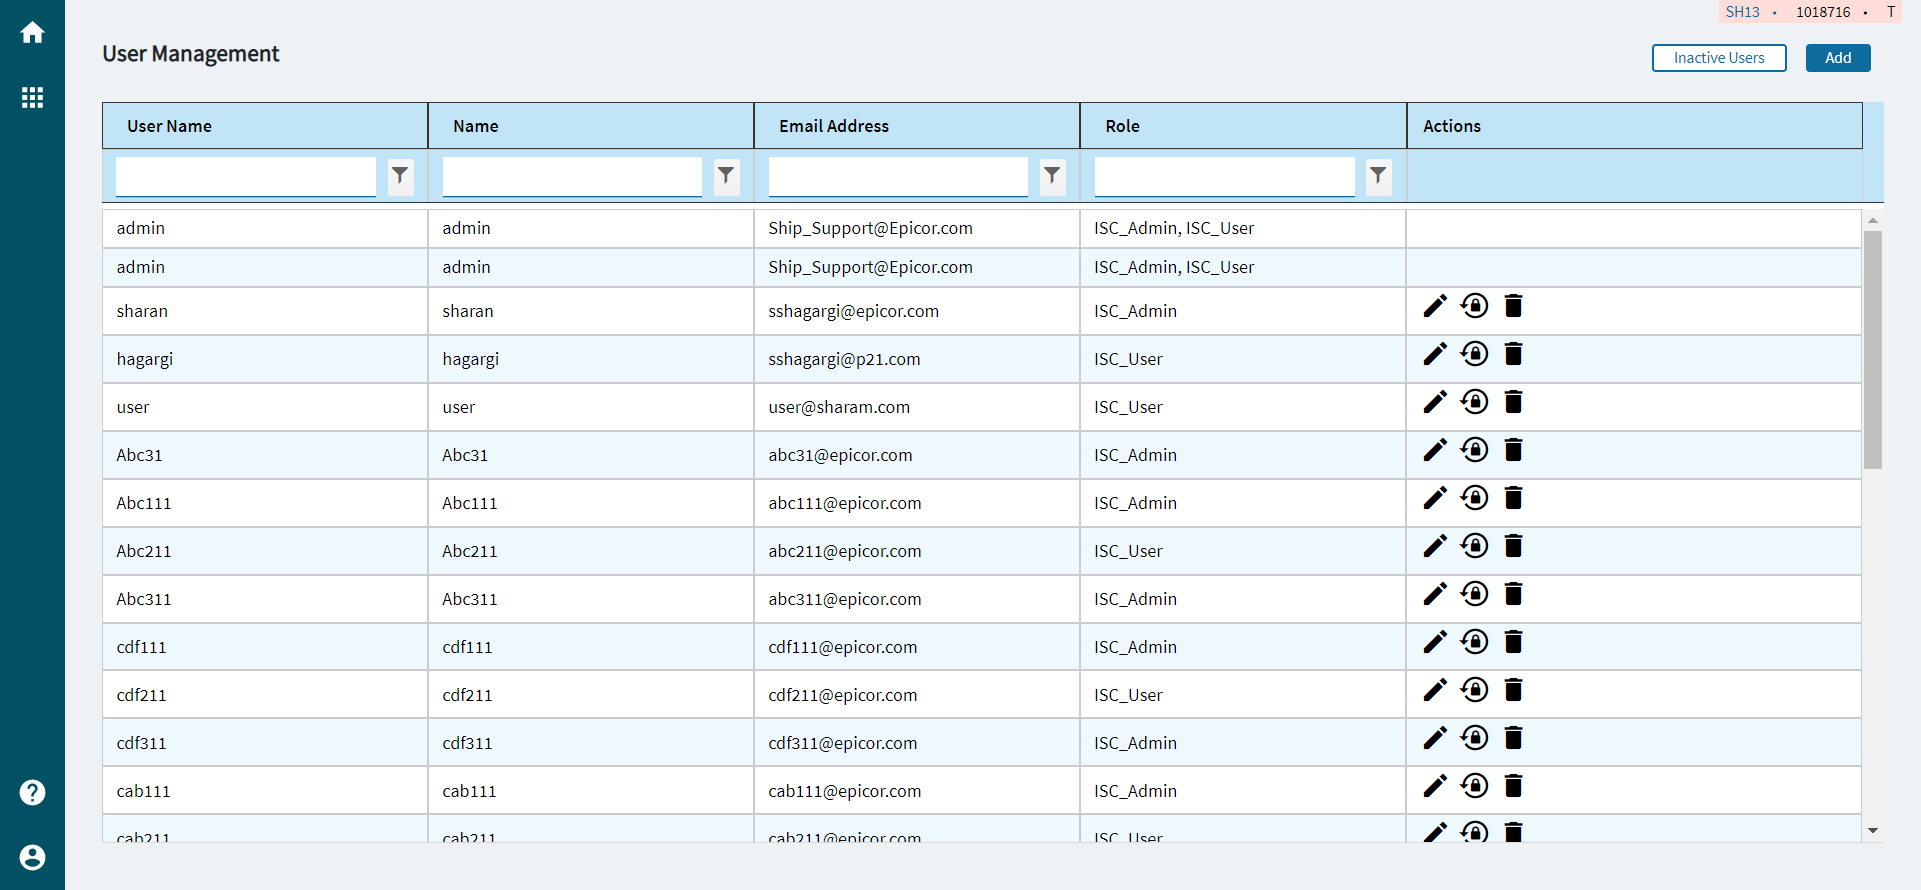 SH13 • 1018716 • T
User Management
Inactive Users Add
User Name Name Email Address Role Actions
admin admin Ship_Support@Epicor.com ISC_Admin, ISC_User
admin admin Ship_Support@Epicor.com ISC_Admin, ISC_User
sharan sharan sshagargi@epicor.com ISC_Admin
hagargi hagargi sshagargi@p21.com ISC_User
user user user@sharam.com ISC_User
Abc31 Abc31 abc31@epicor.com ISC_Admin
Abc111 Abc111 abc111@epicor.com ISC_Admin
Abc211 Abc211 abc211@epicor.com ISC_User
Abc311 Abc311 abc311@epicor.com ISC_Admin
cdf111 cdf111 cdf111@epicor.com ISC_Admin
cdf211 cdf211 cdf211@epicor.com ISC_User
cdf311 cdf311 cdf311@epicor.com ISC_Admin
cab111 cab111 cab111@epicor.com ISC_Admin
cab211 cab211 cab211@epicor.com ISC_User